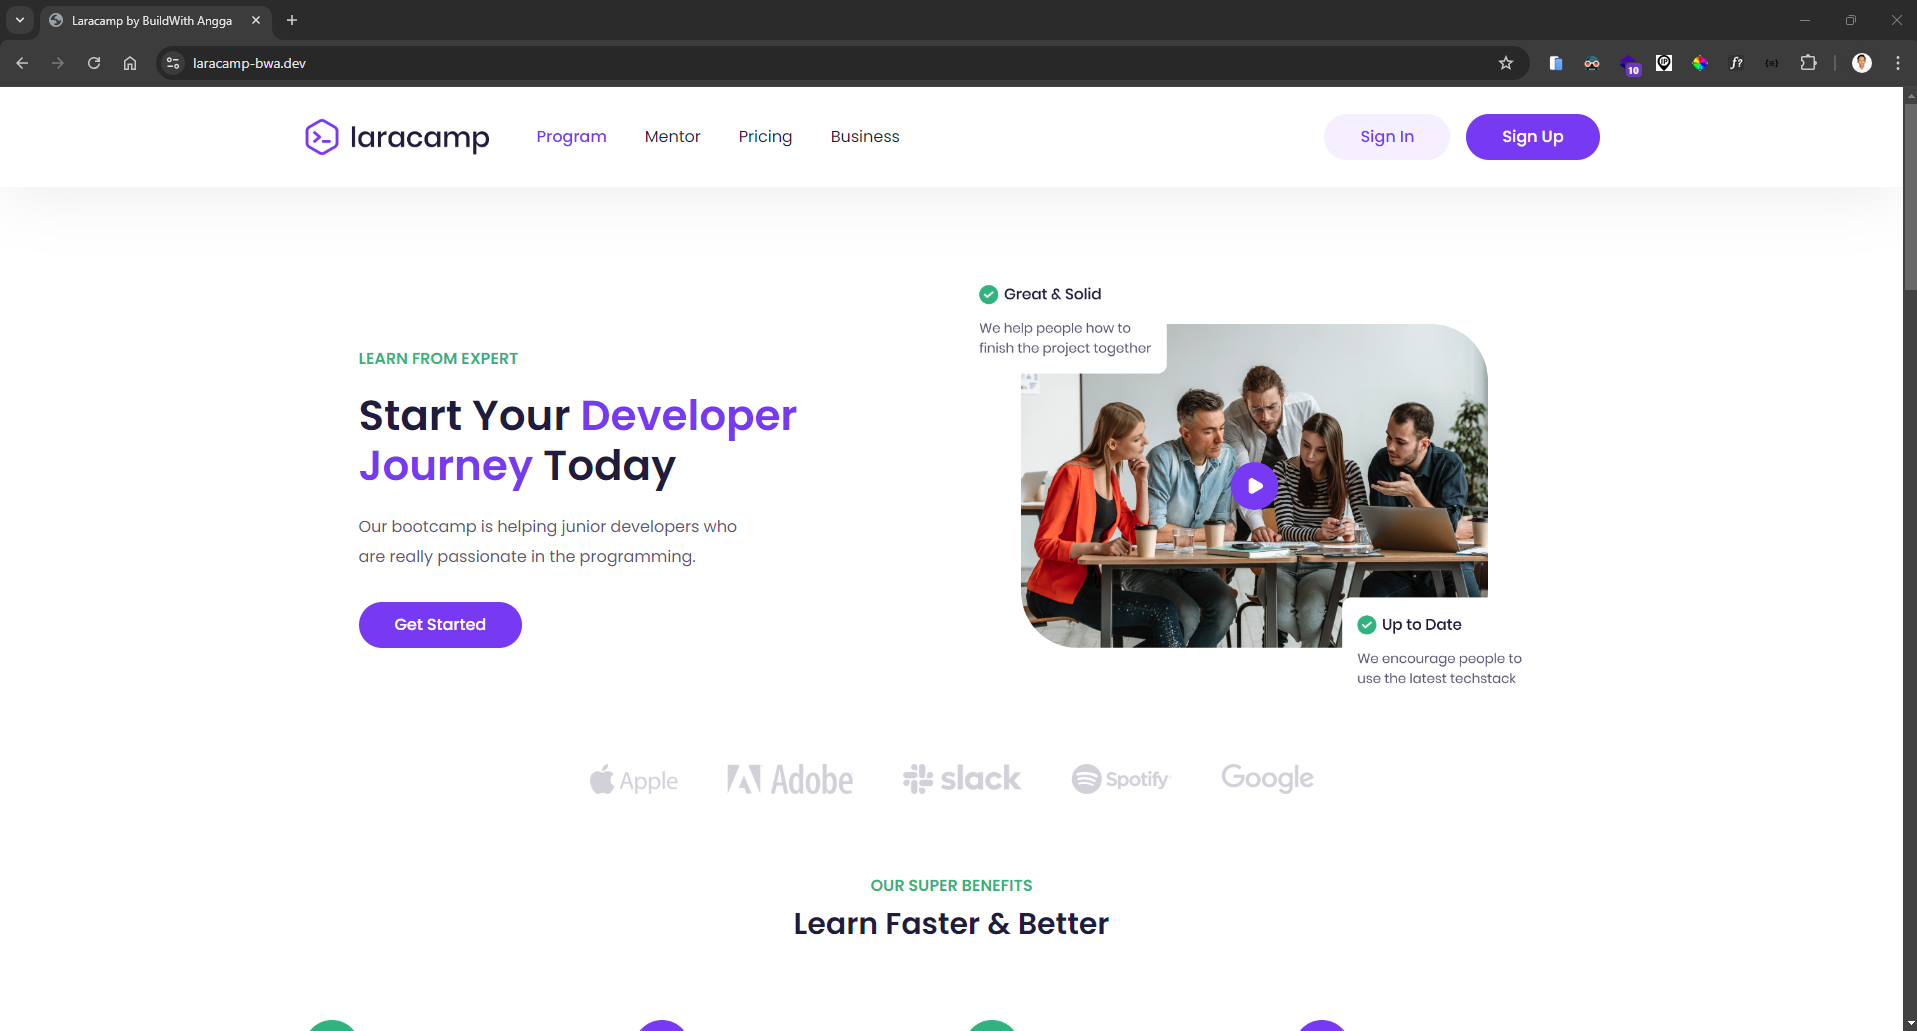 Laracamp by BuildWith Angga
laracamp-bwa.dev
10
f?
laracamp
Program
Mentor
Pricing
Business
Sign In
Sign Up
Great & Solid
We help people how to
finish the project together
LEARN FROM EXPERT
Start Your Developer
Journey Today
Our bootcamp is helping junior developers who
are really passionate in the programming.
Get Started
Up to Date
We encourage people to
use the latest techstack
Apple
Adobe
slack
Spotify
Google
OUR SUPER BENEFITS
Learn Faster & Better